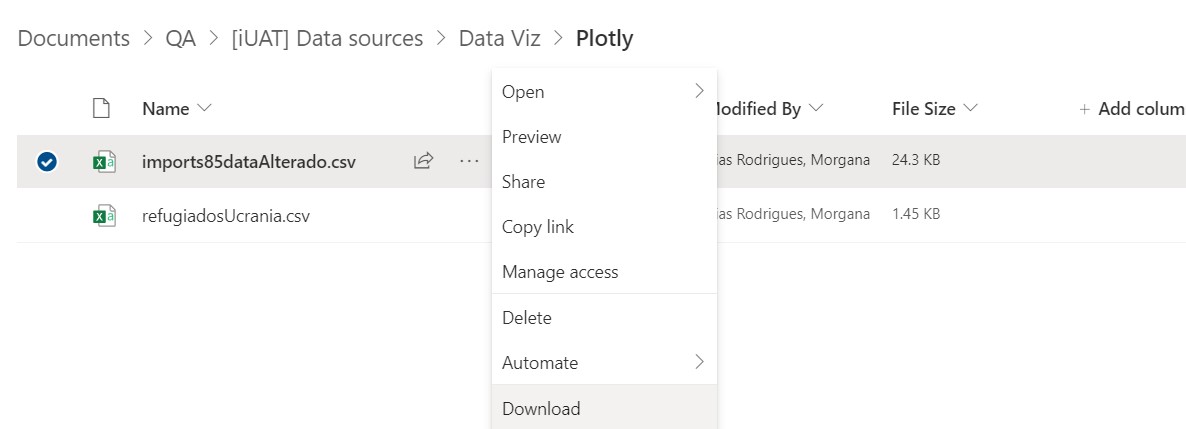 Documents > QA > [iUAT] Data sources > Data Viz > Plotly
Name Modified By File Size + Add colum
imports85dataAlterado.csv ias Rodrigues, Morgana 24.3 KB
refugiadosUcrania.csv ias Rodrigues, Morgana 1.45 KB
Open
Preview
Share
Copy link
Manage access
Delete
Automate
Download